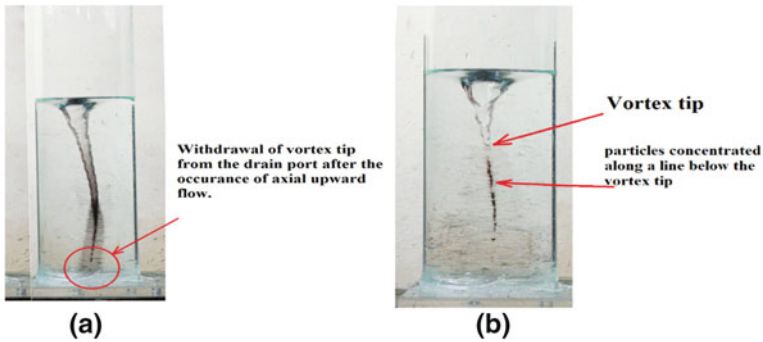 Withdrawal of vortex tip
from the drain port after the
occurance of axial upward
flow.
(a)
Vortex tip
particles concentrated
along a line below the
vortex tip
(b)